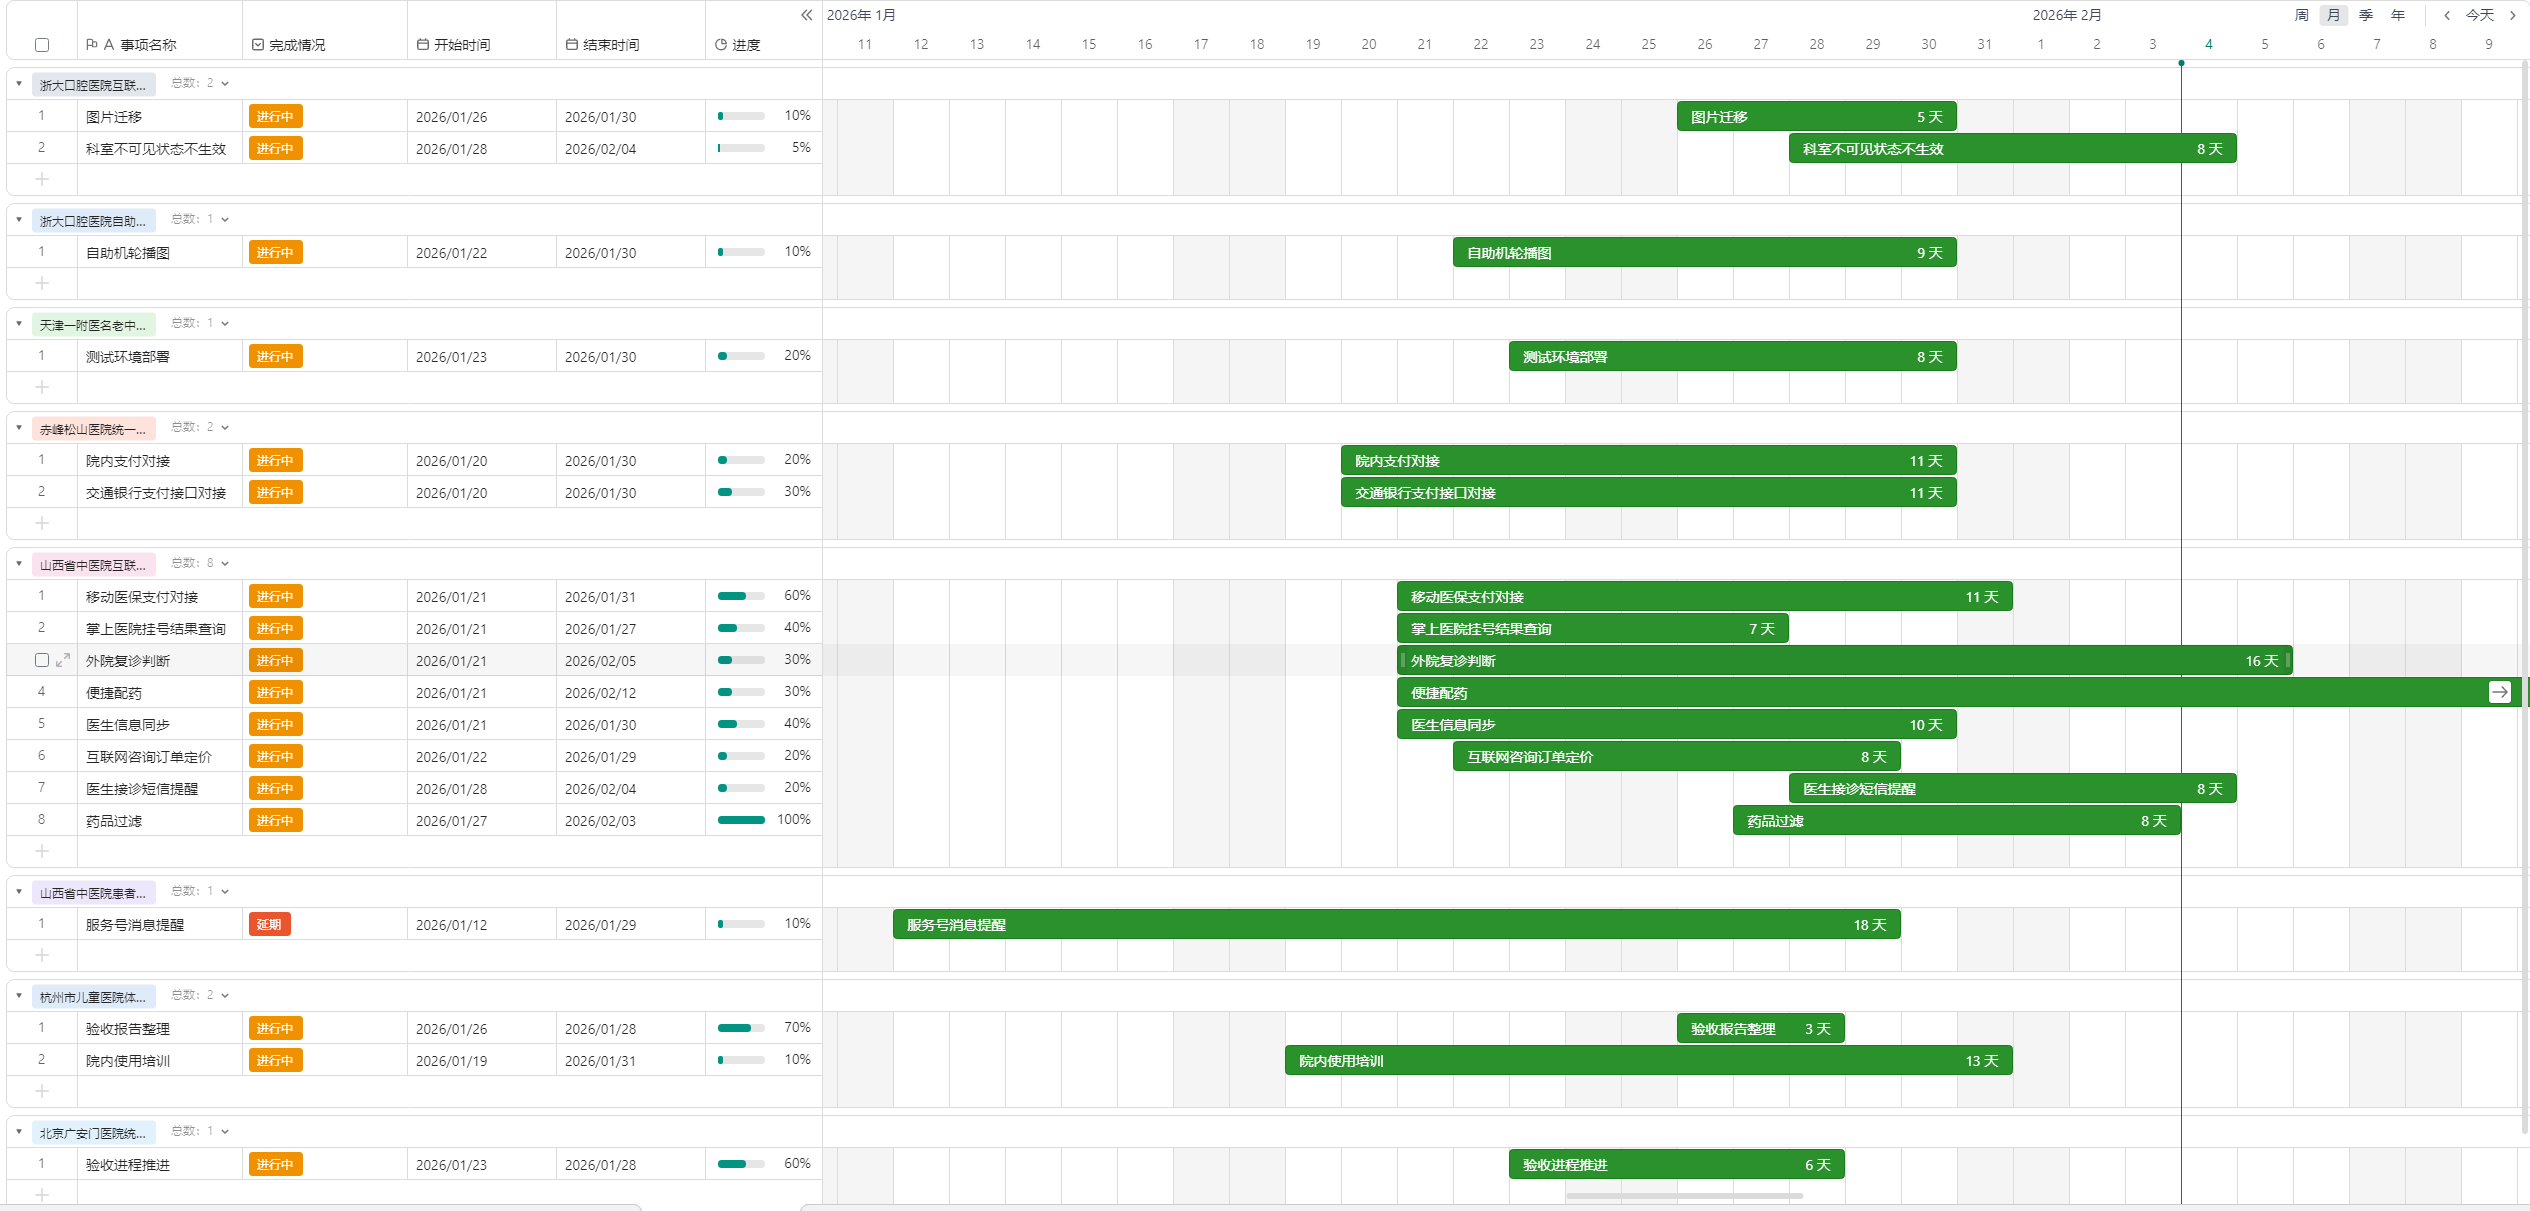 2026年 1月 2026年 2月 周 月 季 年 今天
A 事项名称 完成情况 开始时间 结束时间 进度 11 12 13 14 15 16 17 18 19 20 21 22 23 24 25 26 27 28 29 30 31 1 2 3 4 5 6 7 8 9
浙大口腔医院互联... 总数: 2
1 图片迁移 进行中 2026/01/26 2026/01/30 10% 图片迁移 5 天
2 科室不可见状态不生效 进行中 2026/01/28 2026/02/04 5% 科室不可见状态不生效 8 天
浙大口腔医院自助... 总数: 1
1 自助机轮播图 进行中 2026/01/22 2026/01/30 10% 自助机轮播图 9 天
天津一附医名老中... 总数: 1
1 测试环境部署 进行中 2026/01/23 2026/01/30 20% 测试环境部署 8 天
赤峰松山医院统一... 总数: 2
1 院内支付对接 进行中 2026/01/20 2026/01/30 20% 院内支付对接 11 天
2 交通银行支付接口对接 进行中 2026/01/20 2026/01/30 30% 交通银行支付接口对接 11 天
山西省中医院互联... 总数: 8
1 移动医保支付对接 进行中 2026/01/21 2026/01/31 60% 移动医保支付对接 11 天
2 掌上医院挂号结果查询 进行中 2026/01/21 2026/01/27 40% 掌上医院挂号结果查询 7 天
外院复诊判断 进行中 2026/01/21 2026/02/05 30% 外院复诊判断 16 天
4 便捷配药 进行中 2026/01/21 2026/02/12 30% 便捷配药
5 医生信息同步 进行中 2026/01/21 2026/01/30 40% 医生信息同步 10 天
6 互联网咨询订单定价 进行中 2026/01/22 2026/01/29 20% 互联网咨询订单定价 8 天
7 医生接诊短信提醒 进行中 2026/01/28 2026/02/04 20% 医生接诊短信提醒 8 天
8 药品过滤 进行中 2026/01/27 2026/02/03 100% 药品过滤 8 天
山西省中医院患者... 总数: 1
1 服务号消息提醒 延期 2026/01/12 2026/01/29 10% 服务号消息提醒 18 天
杭州市儿童医院体... 总数: 2
1 验收报告整理 进行中 2026/01/26 2026/01/28 70% 验收报告整理 3 天
2 院内使用培训 进行中 2026/01/19 2026/01/31 10% 院内使用培训 13 天
北京广安门医院统... 总数: 1
1 验收进程推进 进行中 2026/01/23 2026/01/28 60% 验收进程推进 6 天